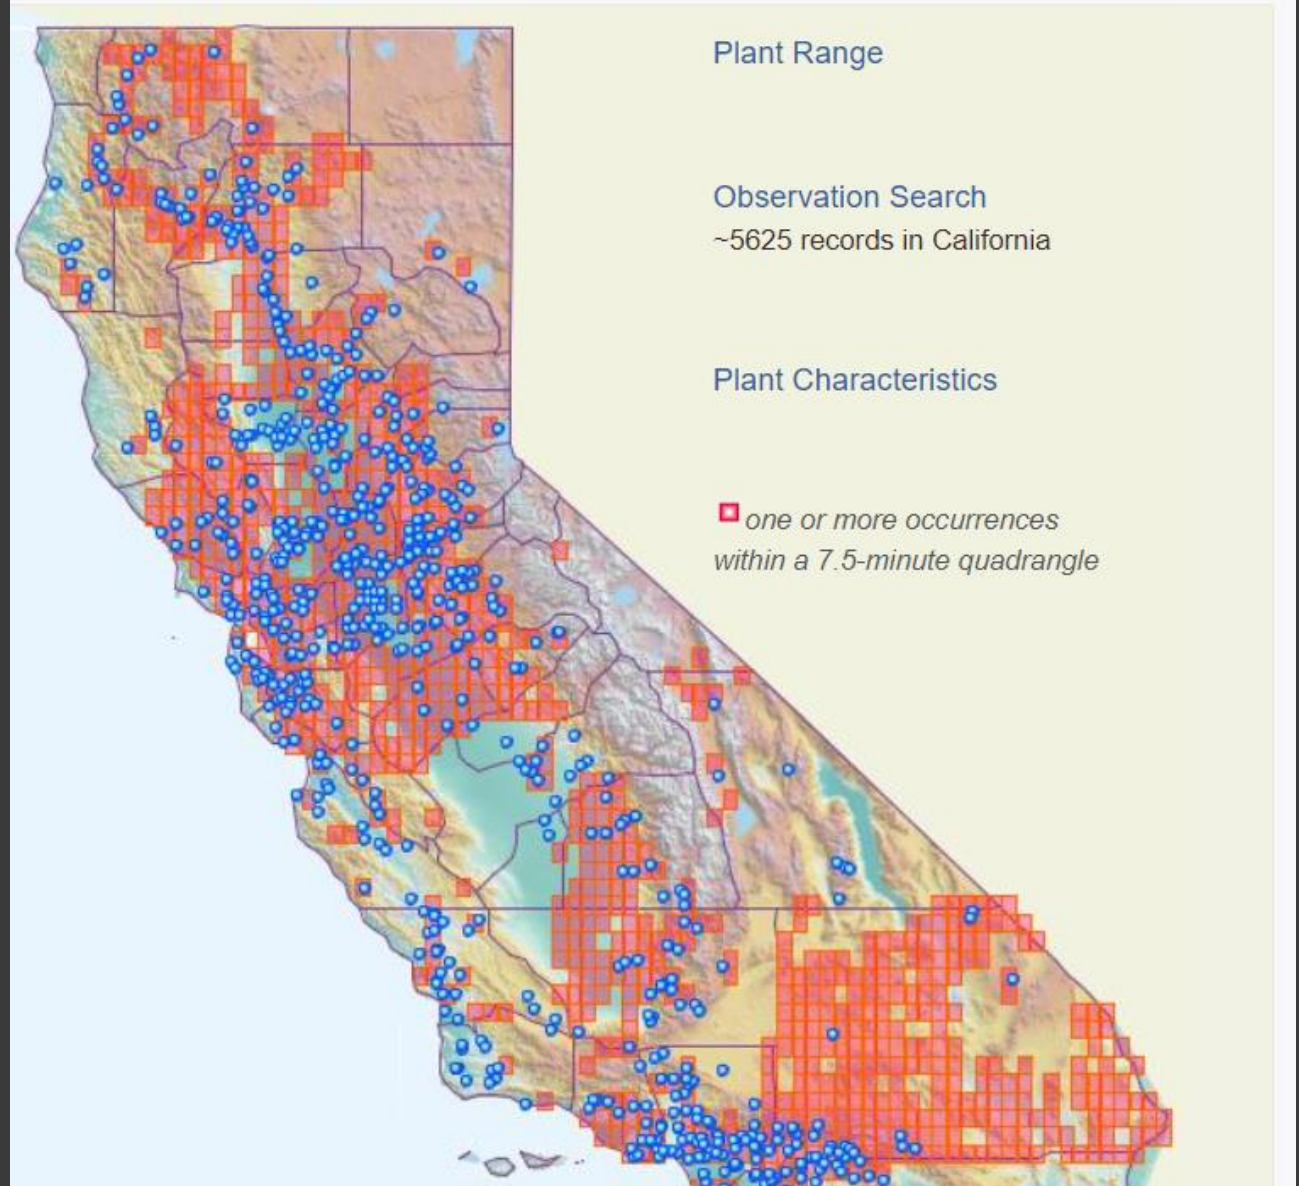 Plant Range
Observation Search
~5625 records in California
Plant Characteristics
one or more occurrences
within a 7.5-minute quadrangle